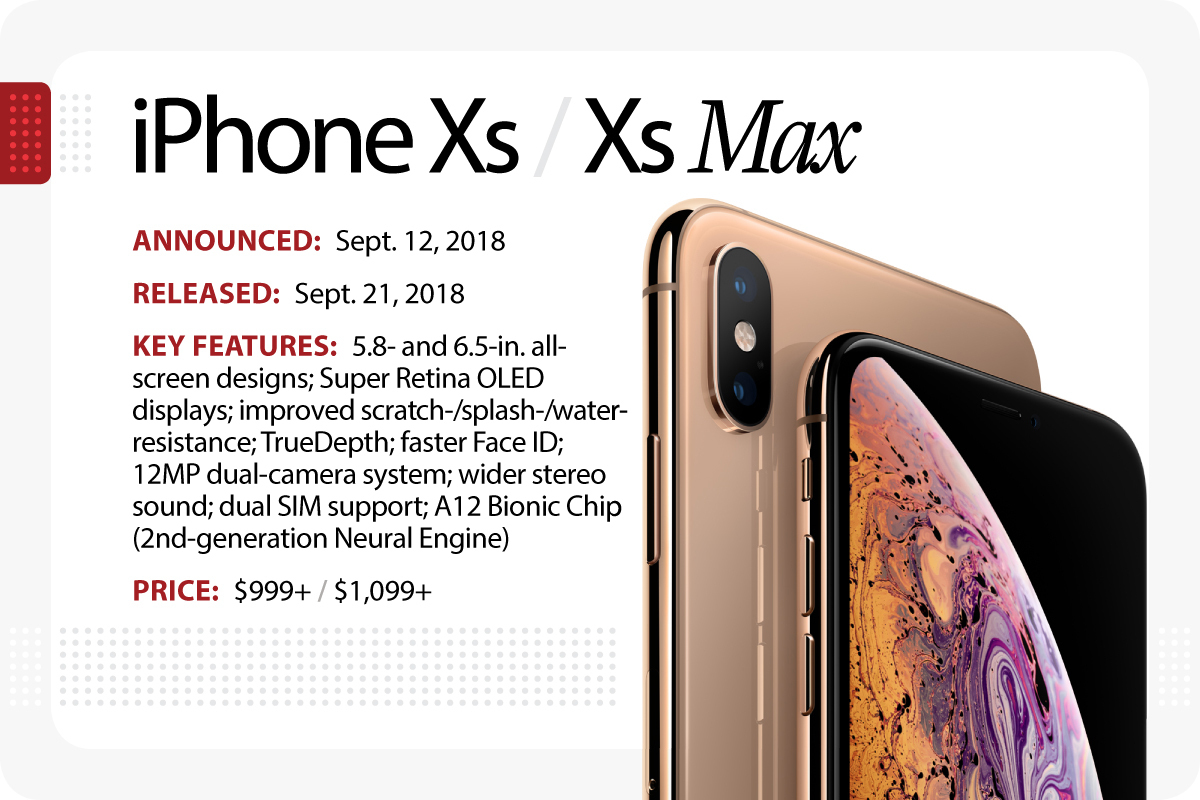 iPhone Xs / Xs Max
ANNOUNCED: Sept. 12, 2018
RELEASED: Sept. 21, 2018
KEY FEATURES: 5.8- and 6.5-in. all-
screen designs; Super Retina OLED
displays; improved scratch-/splash-/water-
resistance; TrueDepth; faster Face ID;
12MP dual-camera system; wider stereo
sound; dual SIM support; A12 Bionic Chip
(2nd-generation Neural Engine)
PRICE: $999+ / $1,099+